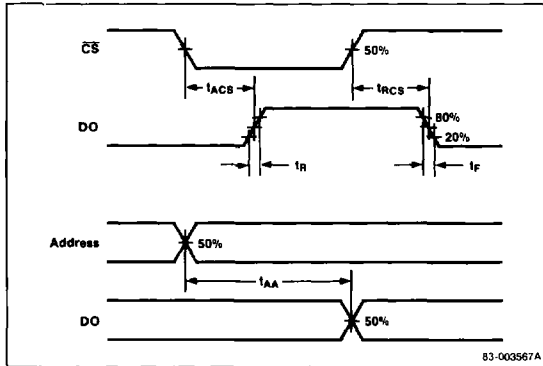 CS
50%
tACS
tRCS
DO
80%
20%
tR
tF
Address
50%
tAA
DO
50%
83-003567A